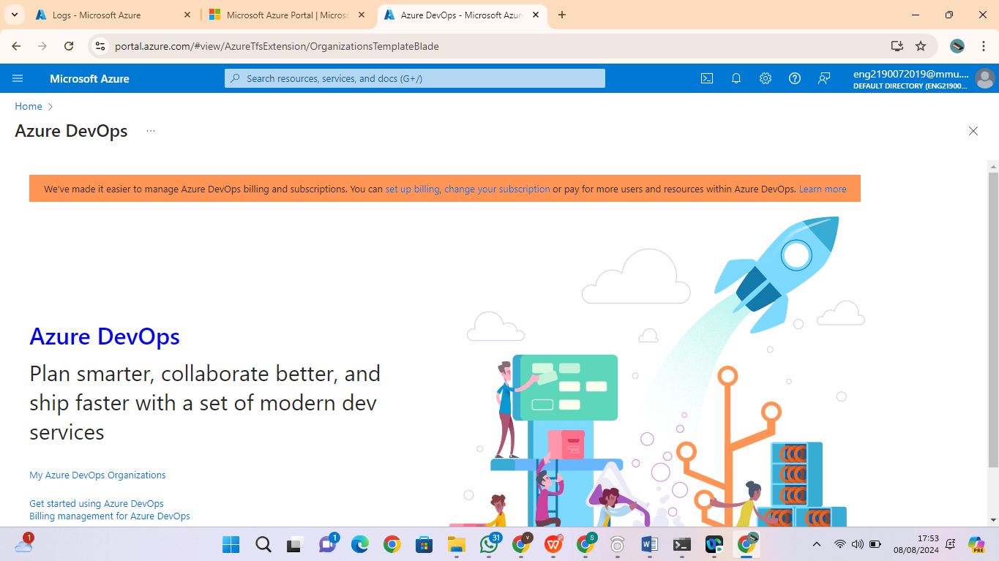 Logs - Microsoft Azure
Microsoft Azure Portal | Microso
Azure DevOps - Microsoft Azur
portal.azure.com/#view/AzureTfsExtension/OrganizationsTemplateBlade
Microsoft Azure
Search resources, services, and docs (G+/)
eng2190072019@mmu....
DEFAULT DIRECTORY (ENG21900...
Home
Azure DevOps
...
We've made it easier to manage Azure DevOps billing and subscriptions. You can set up billing, change your subscription or pay for more users and resources within Azure DevOps. Learn more
Azure DevOps
Plan smarter, collaborate better, and
ship faster with a set of modern dev
services
My Azure DevOps Organizations
Get started using Azure DevOps
Billing management for Azure DevOps
1
1
31
V
S
PRE
17:53
08/08/2024